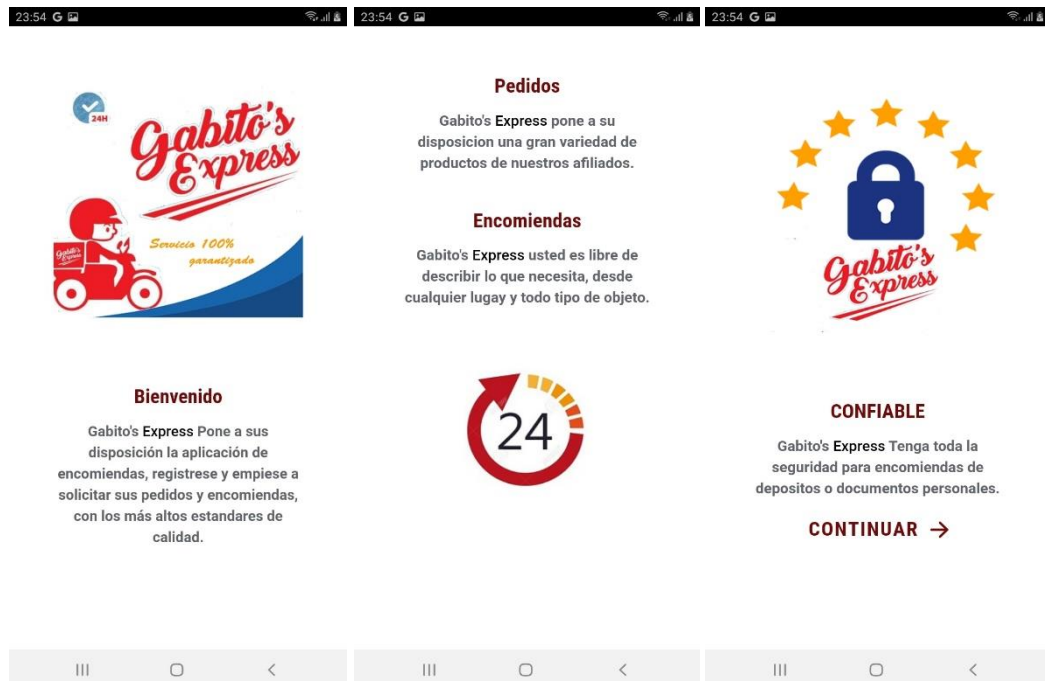 23:54 G
24H
Gabito's
Express
Gabito's
Express
Servicio 100%
garantizado
Bienvenido
Gabito's Express Pone a sus
disposición la aplicación de
encomiendas, registrese y empiese a
solicitar sus pedidos y encomiendas,
con los más altos estandares de
calidad.
23:54 G
Pedidos
Gabito's Express pone a su
disposicion una gran variedad de
productos de nuestros afiliados.
Encomiendas
Gabito's Express usted es libre de
describir lo que necesita, desde
cualquier lugay y todo tipo de objeto.
24
23:54 G
Gabito's
Express
CONFIABLE
Gabito's Express Tenga toda la
seguridad para encomiendas de
depositos o documentos personales.
CONTINUAR →